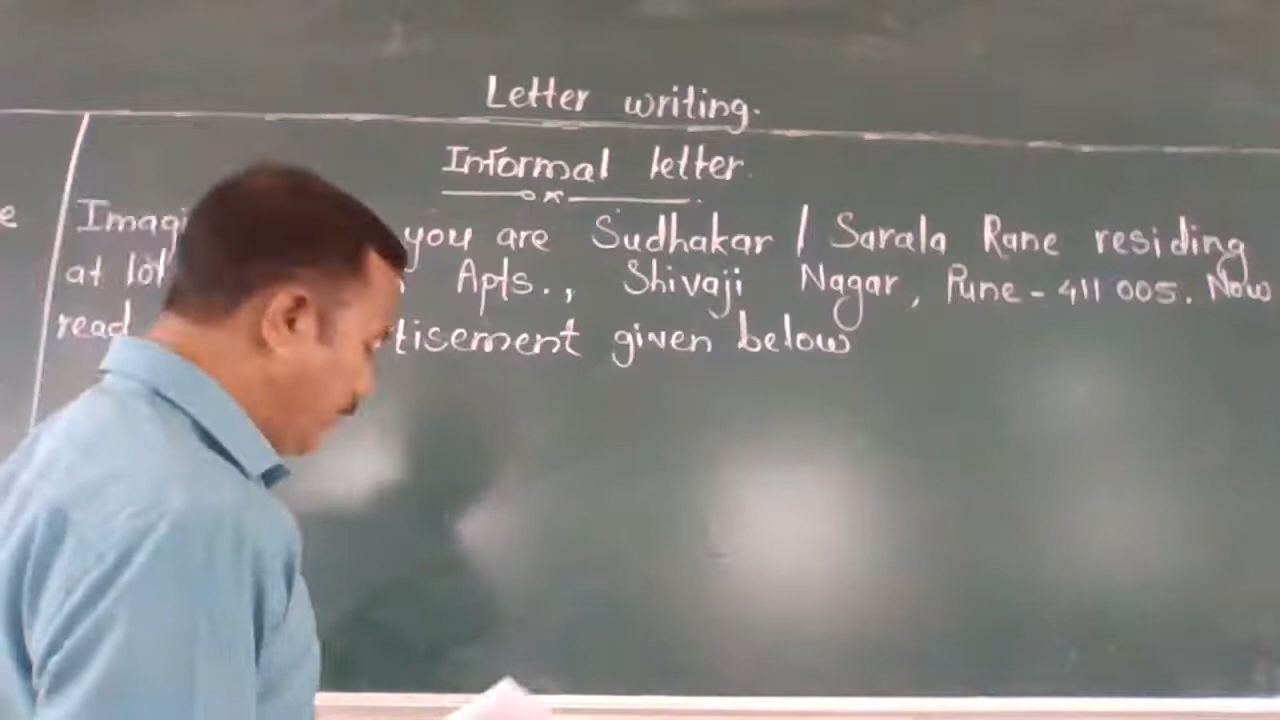 Letter writing.
Informal letter.
e
Imagi you are Sudhakar / Sarala Rane residing
at Apts., Shivaji Nagar, Pune - 411 005. Now
read tisement given below